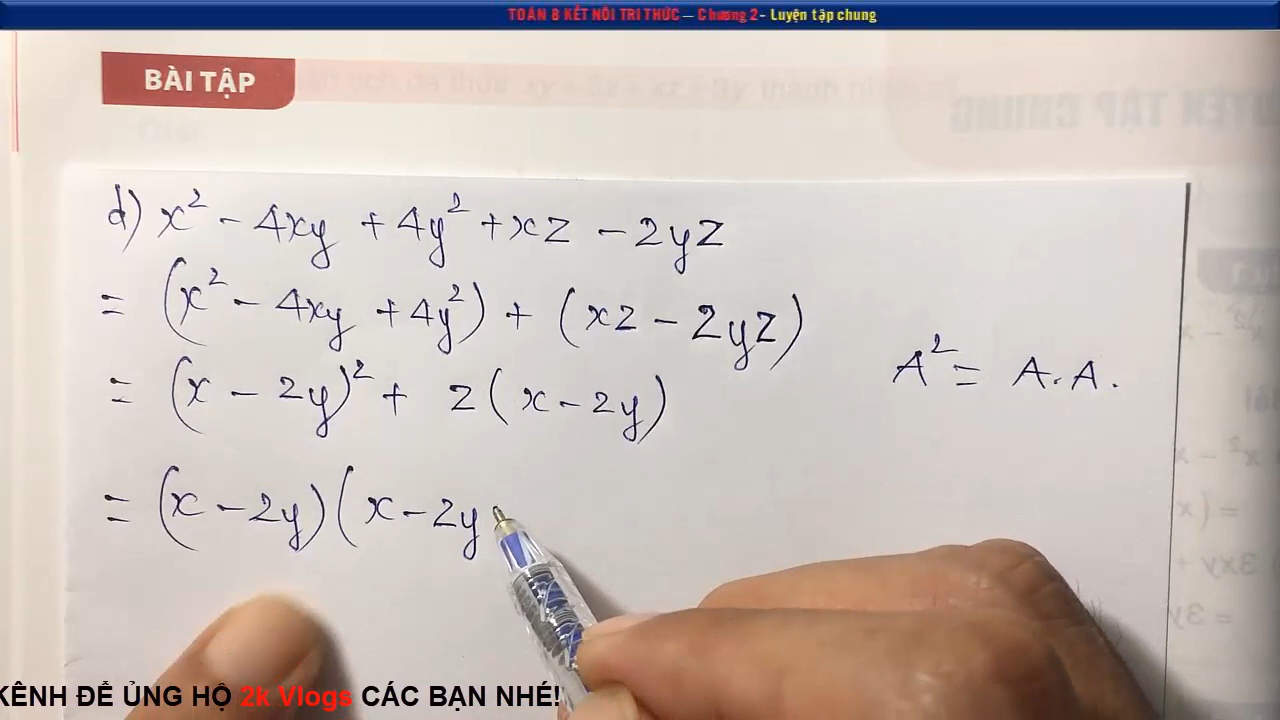 TOÁN 8 KẾT NỐI TRI THỨC – Chương 2 - Luyện tập chung
BÀI TẬP
d) x² - 4xy + 4y² + xz - 2yz
= (x² - 4xy + 4y²) + (xz - 2yz)
= (x - 2y)² + z(x - 2y)
A² = A.A.
= (x - 2y)(x - 2y
KÊNH ĐỂ ỦNG HỘ 2k Vlogs CÁC BẠN NHÉ!